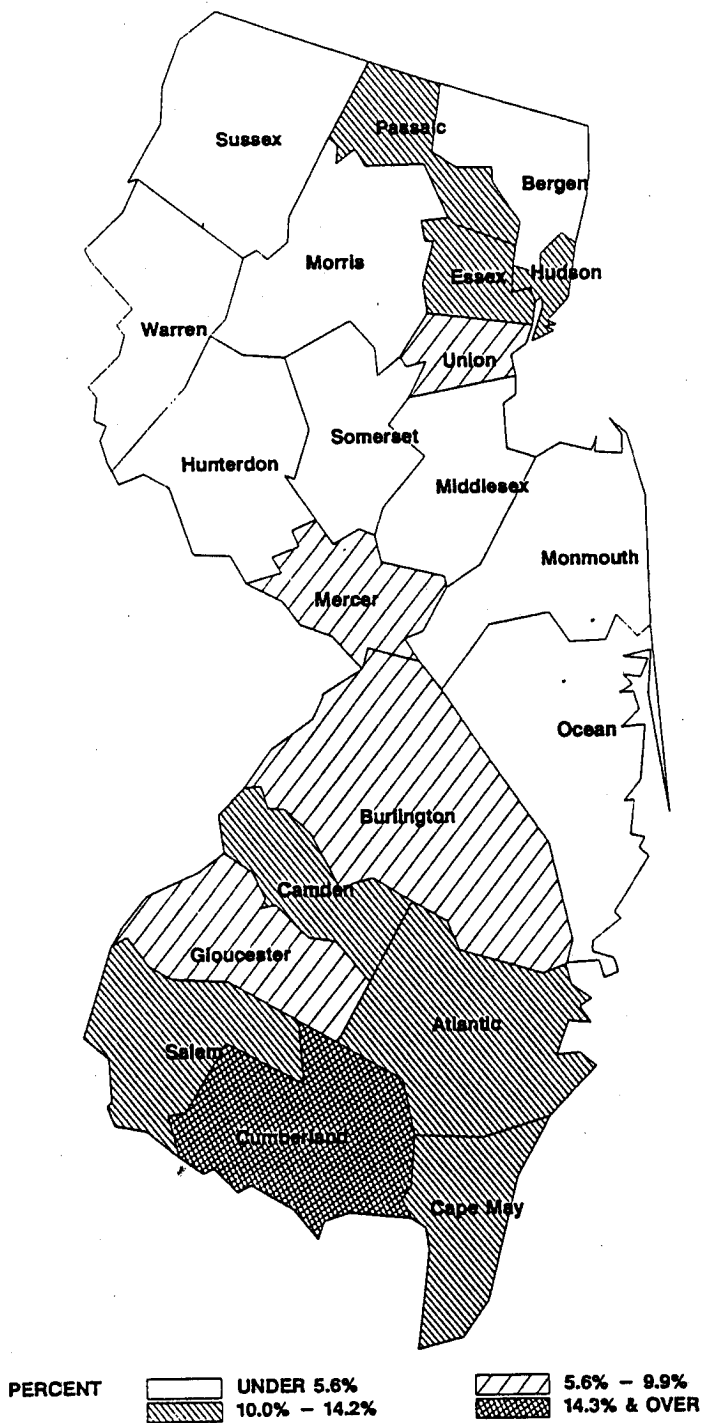 Sussex
Passaic
Bergen
Morris
Essex
Hudson
Warren
Union
Somerset
Hunterdon
Middlesex
Monmouth
Mercer
Ocean
Burlington
Camden
Gloucester
Atlantic
Salem
Cumberland
Cape May
PERCENT UNDER 5.6% 5.6% - 9.9%
10.0% - 14.2% 14.3% & OVER